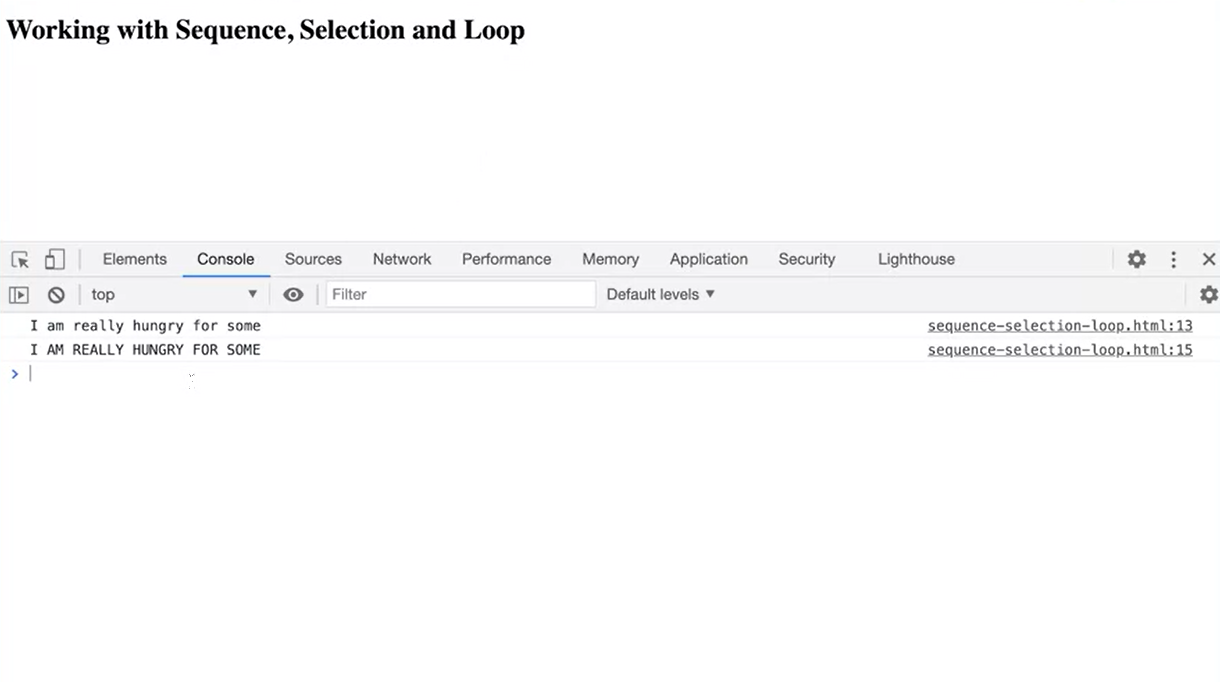 Working with Sequence, Selection and Loop
Elements Console Sources Network Performance Memory Application Security Lighthouse
top Filter Default levels
I am really hungry for some sequence-selection-loop.html:13
I AM REALLY HUNGRY FOR SOME sequence-selection-loop.html:15